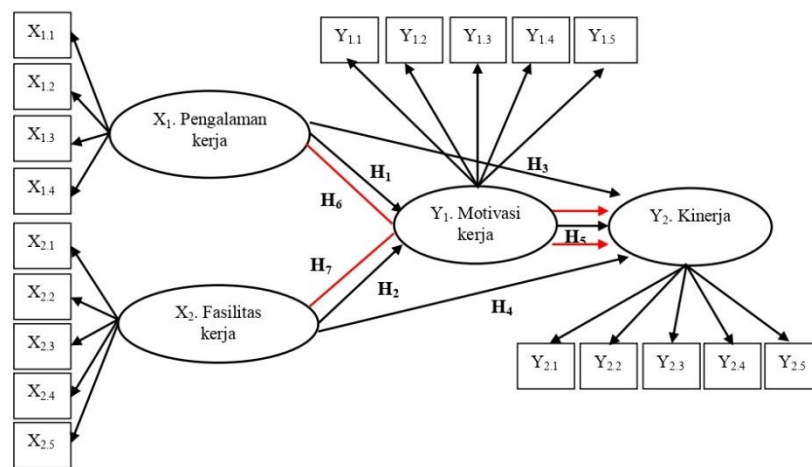 X1.1
X1.2
X1.3
X1.4
X2.1
X2.2
X2.3
X2.4
X2.5
Y1.1
Y1.2
Y1.3
Y1.4
Y1.5
X1. Pengalaman
kerja
X2. Fasilitas
kerja
H1
H6
H7
H2
H3
H4
Y1. Motivasi
kerja
H5
Y2. Kinerja
Y2.1
Y2.2
Y2.3
Y2.4
Y2.5